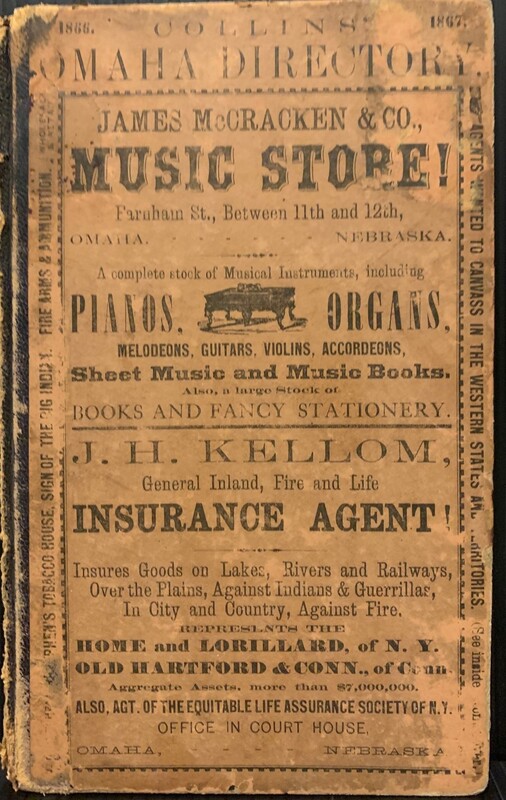 1866. COLLINS' 1867.
OMAHA DIRECTORY
JAMES McCRACKEN & CO.,
MUSIC STORE!
Farnham St., Between 11th and 12th,
OMAHA. - - - - NEBRASKA.
A complete stock of Musical Instruments, including
PIANOS, ORGANS,
MELODEONS, GUITARS, VIOLINS, ACCORDEONS,
Sheet Music and Music Books.
Also, a large Stock of
BOOKS AND FANCY STATIONERY.
J. H. KELLOM,
General Inland, Fire and Life
INSURANCE AGENT!
Insures Goods on Lakes, Rivers and Railways,
Over the Plains, Against Indians & Guerrillas,
In City and Country, Against Fire.
REPRESENTS THE
HOME and LORILLARD, of N. Y.
OLD HARTFORD & CONN., of Conn.
Aggregate Assets, more than $7,000,000.
ALSO, AGT. OF THE EQUITABLE LIFE ASSURANCE SOCIETY OF N.Y.
OFFICE IN COURT HOUSE,
OMAHA, - - - - NEBRASKA
TOBACCO HOUSE, SIGN OF THE BIG INDIAN. FIRE ARMS & AMMUNITION.
AGENTS WANTED TO CANVASS IN THE WESTERN STATES AND TERRITORIES. (See inside